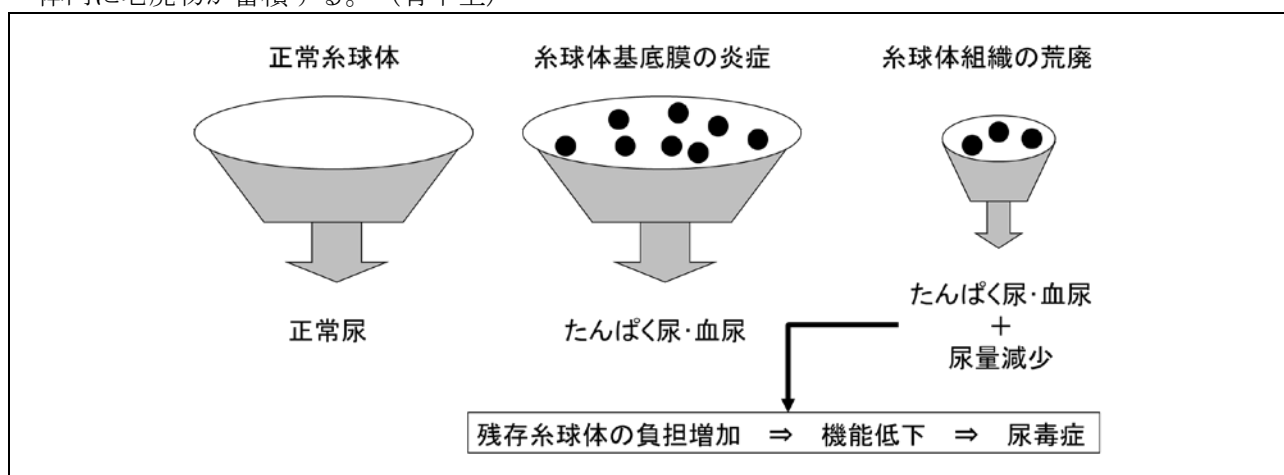 正常糸球体
糸球体基底膜の炎症
糸球体組織の荒廃
正常尿
たんぱく尿・血尿
たんぱく尿・血尿
＋
尿量減少
残存糸球体の負担増加 ⇒ 機能低下 ⇒ 尿毒症